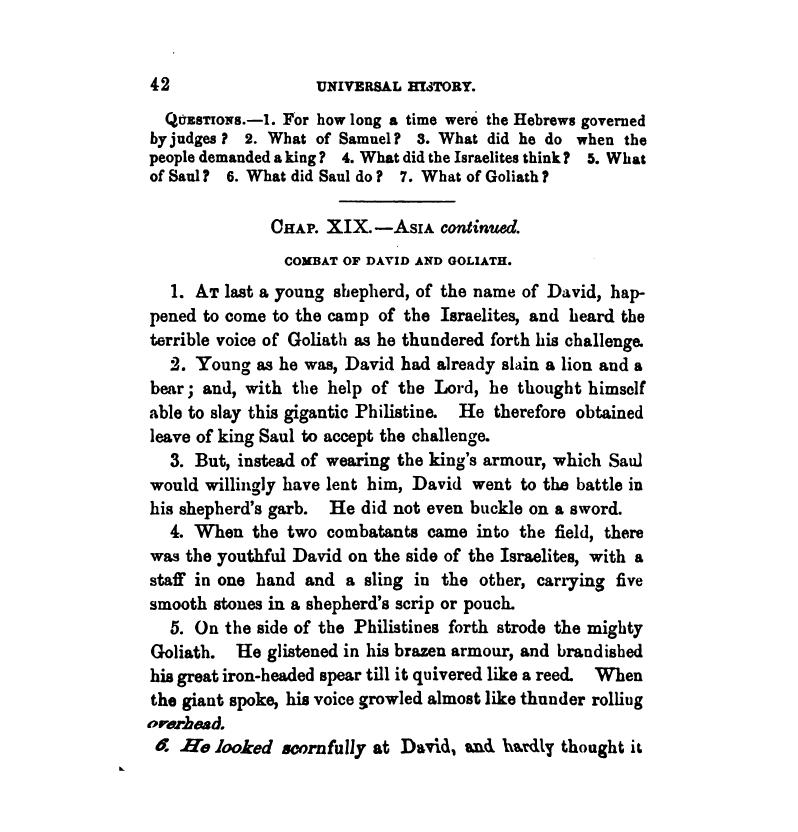 42 UNIVERSAL HISTORY.
QUESTIONS.—1. For how long a time were the Hebrews governed
by judges? 2. What of Samuel? 3. What did he do when the
people demanded a king? 4. What did the Israelites think? 5. What
of Saul? 6. What did Saul do? 7. What of Goliath?
CHAP. XIX.—ASIA continued.
COMBAT OF DAVID AND GOLIATH.
1. AT last a young shepherd, of the name of David, hap-
pened to come to the camp of the Israelites, and heard the
terrible voice of Goliath as he thundered forth his challenge.
2. Young as he was, David had already slain a lion and a
bear; and, with the help of the Lord, he thought himself
able to slay this gigantic Philistine. He therefore obtained
leave of king Saul to accept the challenge.
3. But, instead of wearing the king's armour, which Saul
would willingly have lent him, David went to the battle in
his shepherd's garb. He did not even buckle on a sword.
4. When the two combatants came into the field, there
was the youthful David on the side of the Israelites, with a
staff in one hand and a sling in the other, carrying five
smooth stones in a shepherd's scrip or pouch.
5. On the side of the Philistines forth strode the mighty
Goliath. He glistened in his brazen armour, and brandished
his great iron-headed spear till it quivered like a reed. When
the giant spoke, his voice growled almost like thunder rolling
overhead.
6. He looked scornfully at David, and hardly thought it